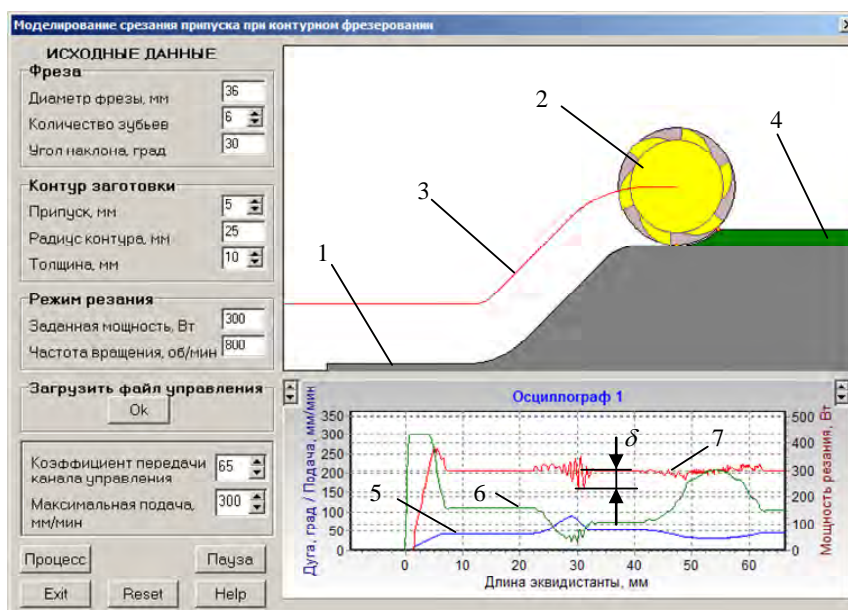 Моделирование срезания припуска при контурном фрезеровании
ИСХОДНЫЕ ДАННЫЕ
Фреза
Диаметр фрезы, мм 36
Количество зубьев 6
Угол наклона, град 30
Контур заготовки
Припуск, мм 5
Радиус контура, мм 25
Толщина, мм 10
Режим резания
Заданная мощность, Вт 300
Частота вращения, об/мин 800
Загрузить файл управления
Ok
Коэффициент передачи
канала управления 65
Максимальная подача,
мм/мин 300
Процесс Пауза
Exit Reset Help
2
4
3
1
Осциллограф 1
Дуга, град / Подача, мм/мин
350
300
250
200
150
100
50
0
5
6
δ
7
500
400
300
200
100
0
Мощность резания, Вт
0 10 20 30 40 50 60
Длина эквидистанты, мм